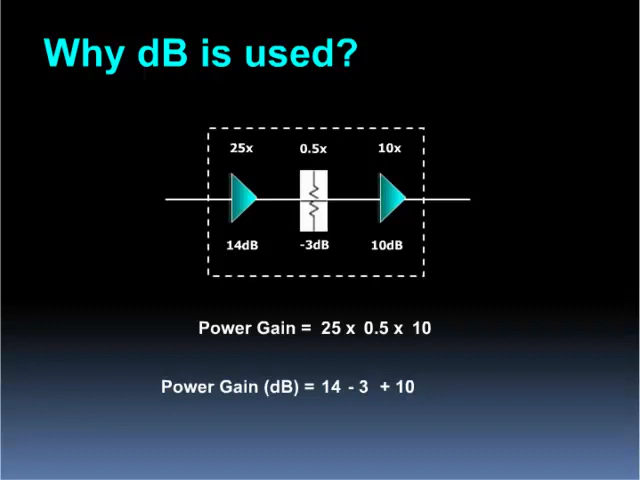 Why dB is used?
25x 0.5x 10x
14dB -3dB 10dB
Power Gain = 25 x 0.5 x 10
Power Gain (dB) = 14 - 3 + 10